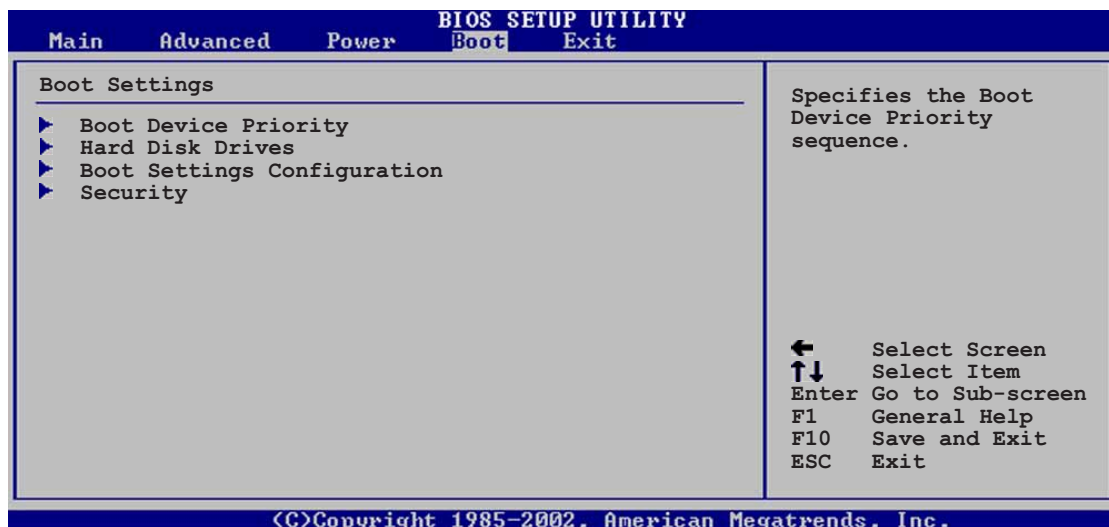 BIOS SETUP UTILITY
Main Advanced Power Boot Exit
Boot Settings
Boot Device Priority
Hard Disk Drives
Boot Settings Configuration
Security
Specifies the Boot
Device Priority
sequence.
← Select Screen
↑↓ Select Item
Enter Go to Sub-screen
F1 General Help
F10 Save and Exit
ESC Exit
(C)Copyright 1985-2002, American Megatrends, Inc.